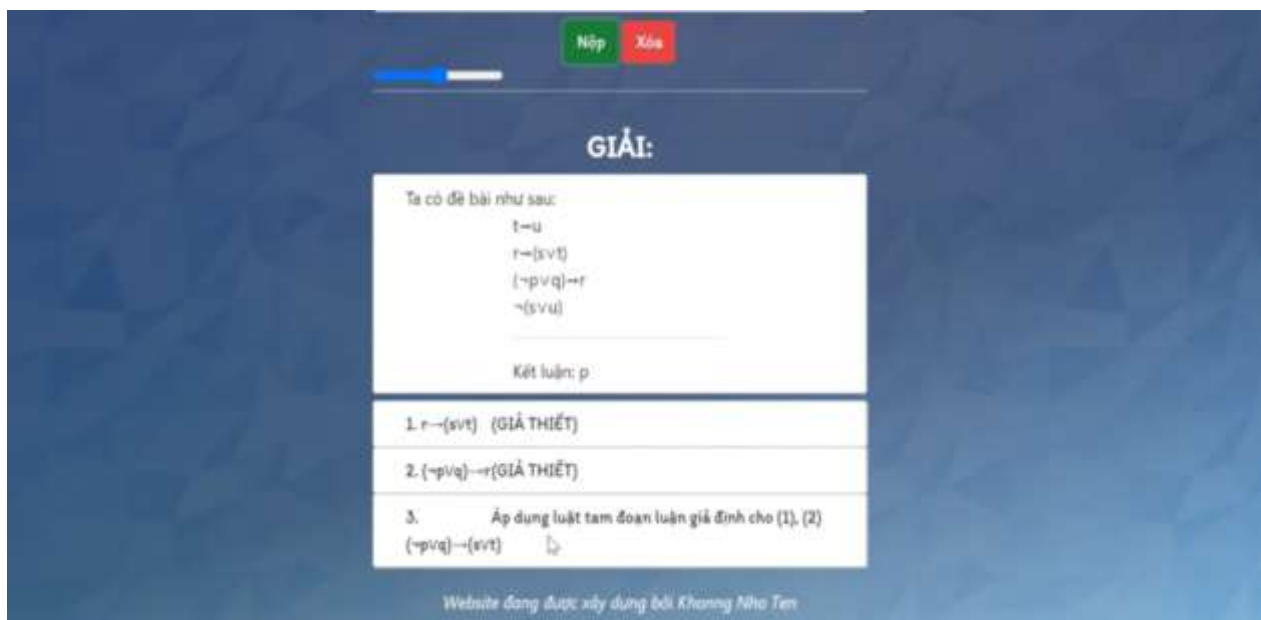 Nộp Xóa
GIẢI:
Ta có đề bài như sau:
t→u
r→(s∨t)
(¬p∨q)→r
¬(s∨u)
Kết luận: p
1. r→(s∨t) (GIẢ THIẾT)
2. (¬p∨q)→r(GIẢ THIẾT)
3. Áp dụng luật tam đoạn luận giả định cho (1), (2)
(¬p∨q)→(s∨t)
Website đang được xây dựng bởi Khonng Nho Ten